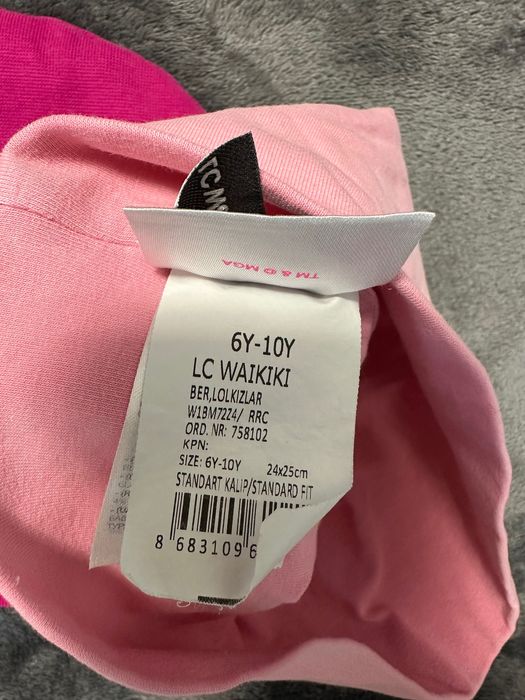 TM & © MGA
6Y-10Y
LC WAIKIKI
BER,LOLKIZLAR
W1BM72Z4/ RRC
ORD. NR: 758102
KPN:
SIZE: 6Y-10Y 24x25cm
STANDART KALIP/STANDARD FIT
8 683109 6